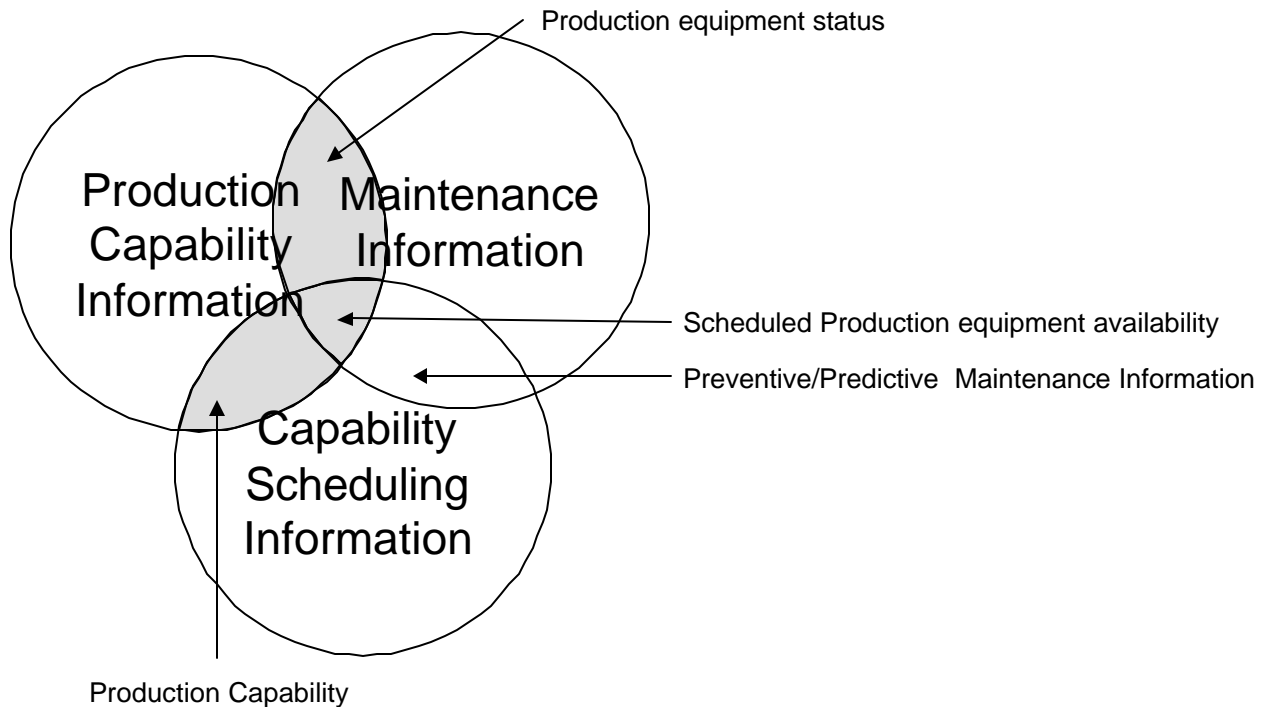 Production equipment status
Production
Capability
Information
Maintenance
Information
Scheduled Production equipment availability
Preventive/Predictive  Maintenance Information
Capability
Scheduling
Information
Production Capability